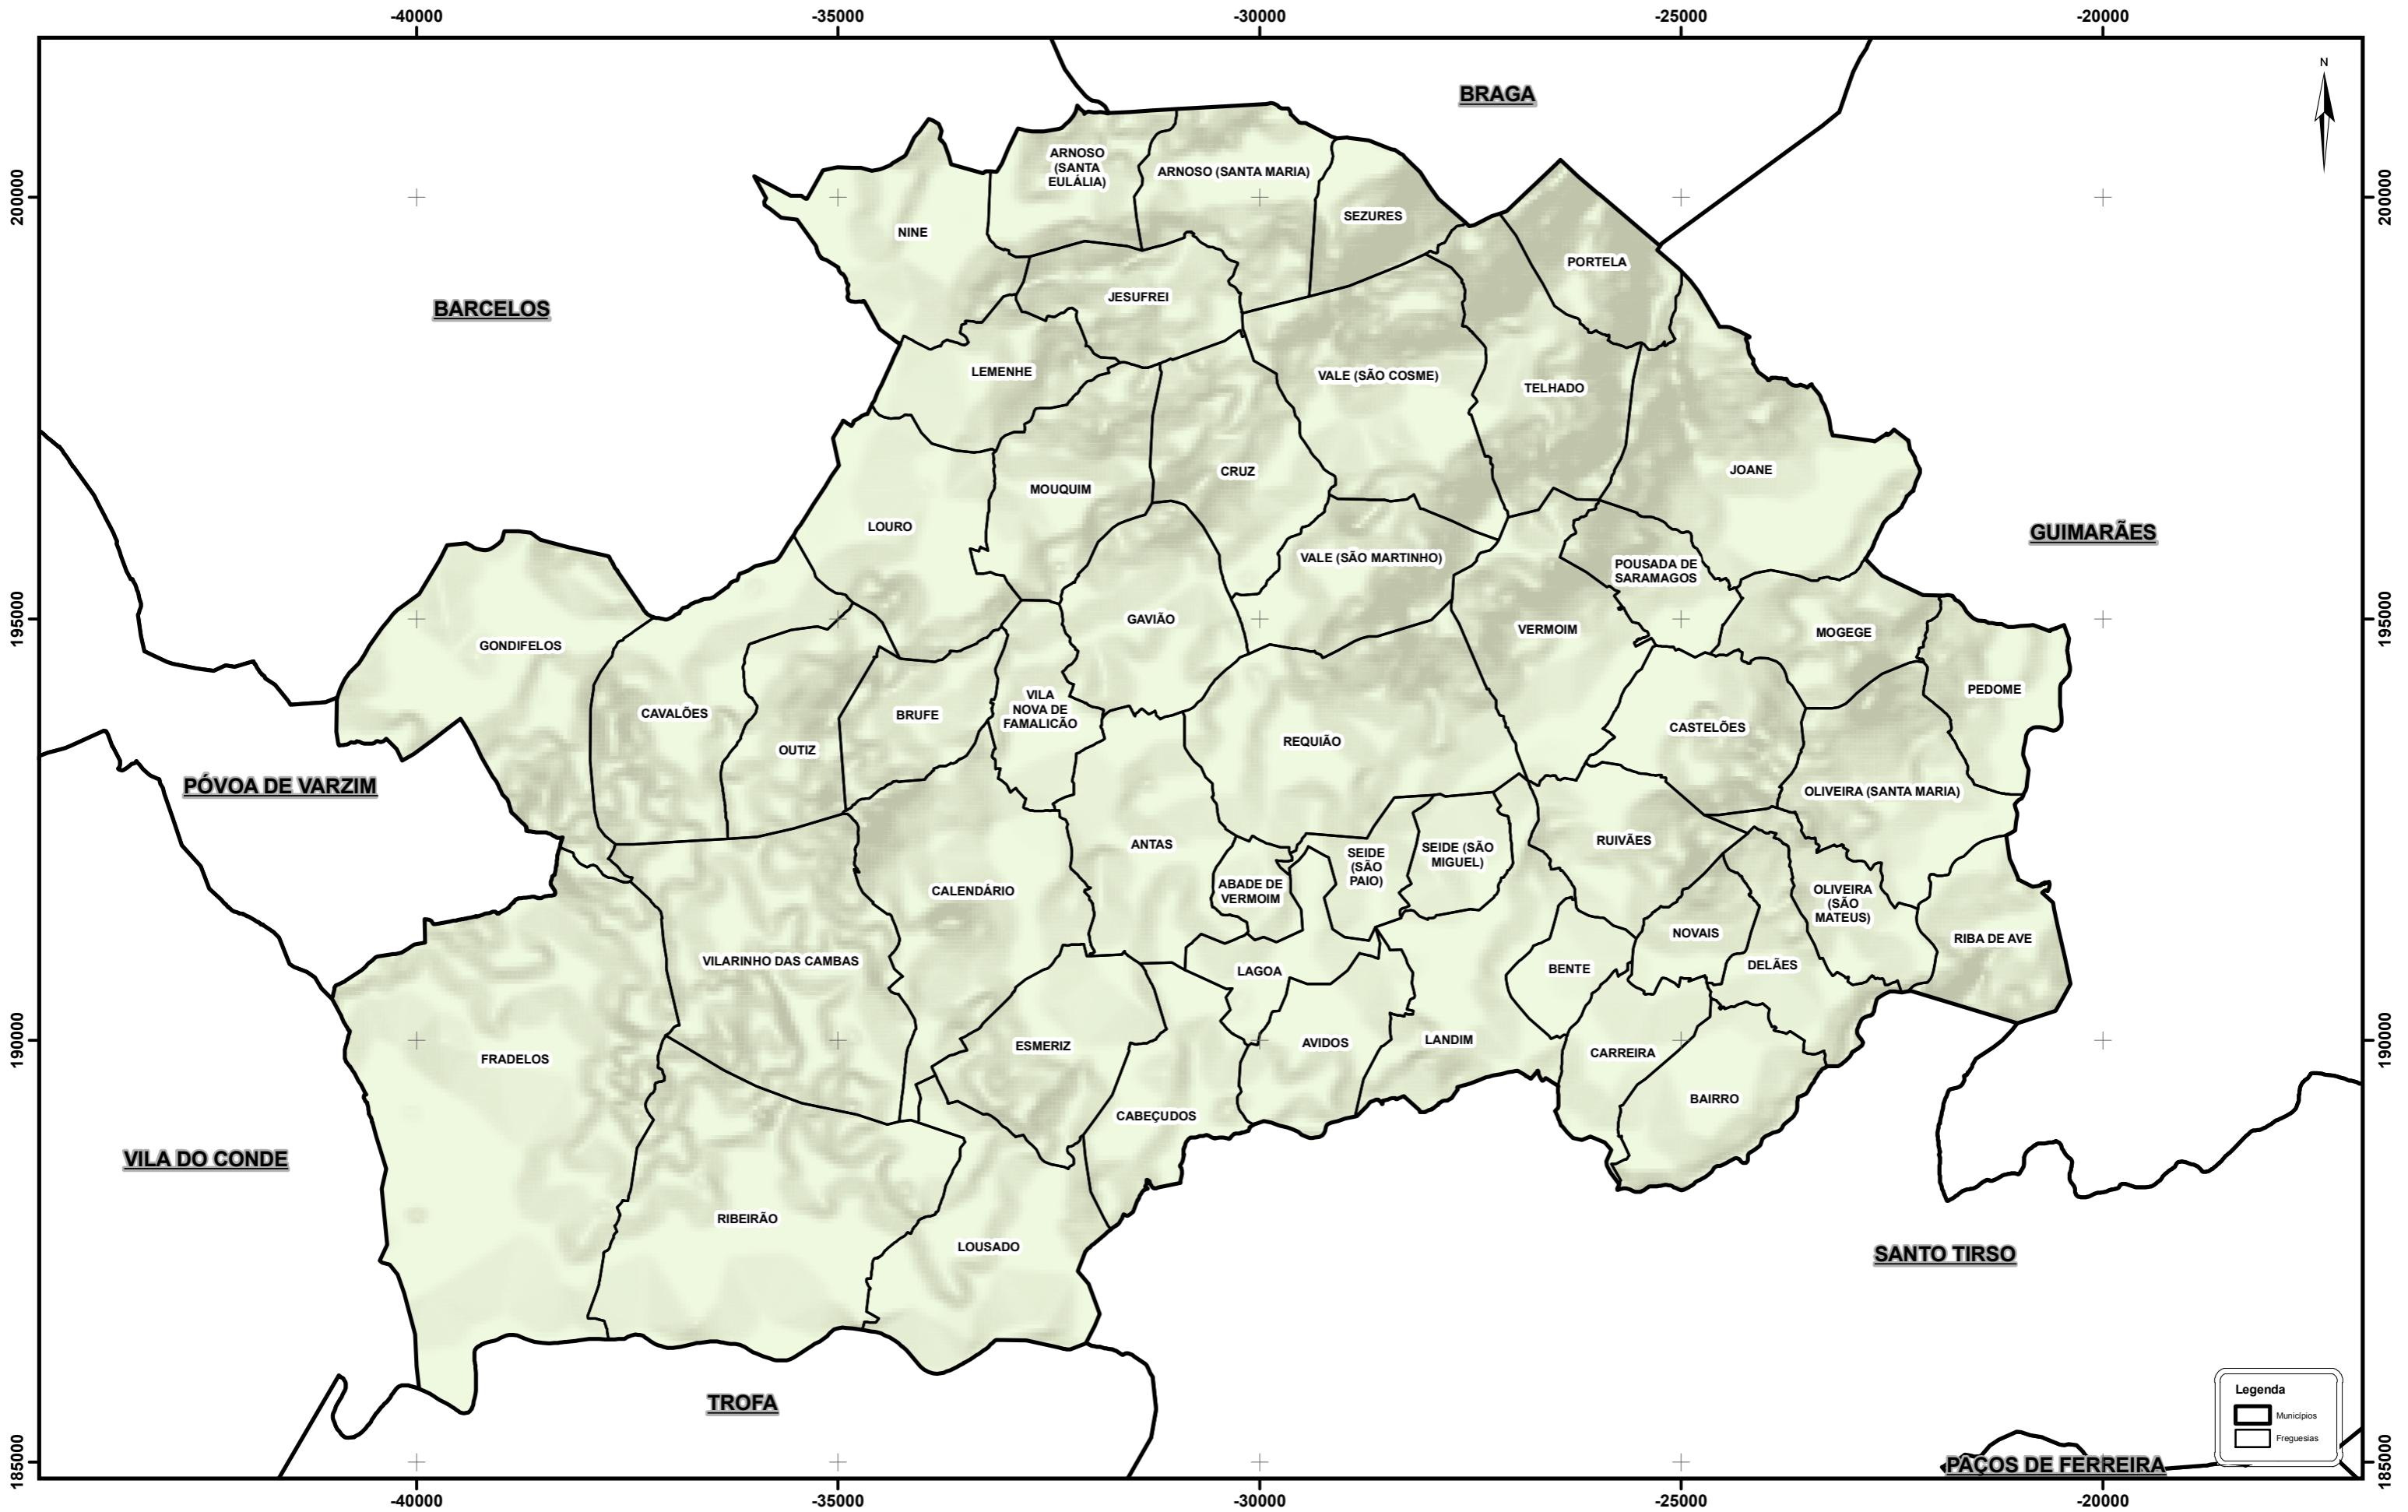 -40000
-35000
-30000
-25000
-20000
N
BRAGA
ARNOSO
(SANTA
EULÁLIA)
ARNOSO (SANTA MARIA)
200000
200000
SEZURES
NINE
PORTELA
JESUFREI
BARCELOS
LEMENHE
VALE (SÃO COSME)
TELHADO
JOANE
CRUZ
MOUQUIM
LOURO
GUIMARÃES
VALE (SÃO MARTINHO)
POUSADA DE
SARAMAGOS
195000
195000
GAVIÃO
VERMOIM
MOGEGE
GONDIFELOS
PEDOME
VILA
NOVA DE
FAMALICÃO
CAVALÕES
BRUFE
CASTELÕES
REQUIÃO
OUTIZ
PÓVOA DE VARZIM
OLIVEIRA (SANTA MARIA)
RUIVÃES
ANTAS
SEIDE
(SÃO
PAIO)
SEIDE (SÃO
MIGUEL)
CALENDÁRIO
ABADE DE
VERMOIM
OLIVEIRA
(SÃO
MATEUS)
NOVAIS
RIBA DE AVE
VILARINHO DAS CAMBAS
DELÃES
BENTE
LAGOA
190000
190000
LANDIM
AVIDOS
ESMERIZ
CARREIRA
FRADELOS
BAIRRO
CABEÇUDOS
VILA DO CONDE
RIBEIRÃO
LOUSADO
SANTO TIRSO
TROFA
Legenda
Municípios
Freguesias
185000
185000
PAÇOS DE FERREIRA
-40000
-35000
-30000
-25000
-20000